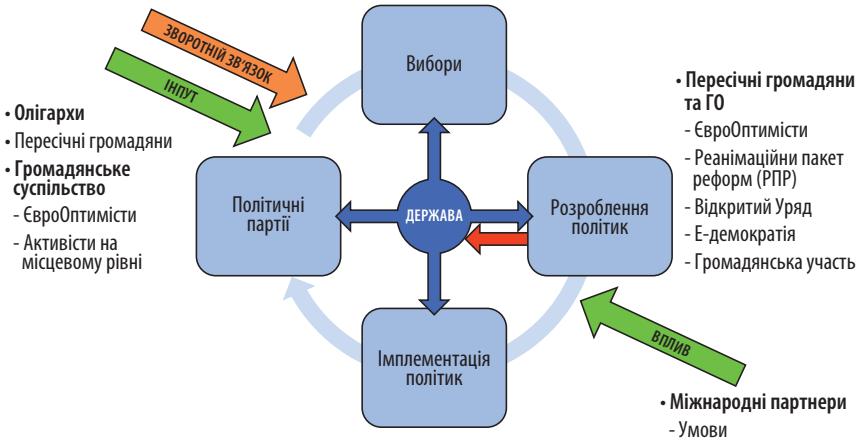 ЗВОРОТНІЙ ЗВ'ЯЗОК
ІНПУТ
• Олігархи
• Пересічні громадяни
• Громадянське
суспільство
- ЄвроОптимісти
- Активісти на
місцевому рівні
Вибори
Політичні
партії
ДЕРЖАВА
Розроблення
політик
Імплементація
політик
• Пересічні громадяни
та ГО
- ЄвроОптимісти
- Реанімаційни пакет
реформ (РПР)
- Відкритий Уряд
- Е-демократія
- Громадянська участь
ВПЛИВ
• Міжнародні партнери
- Умови